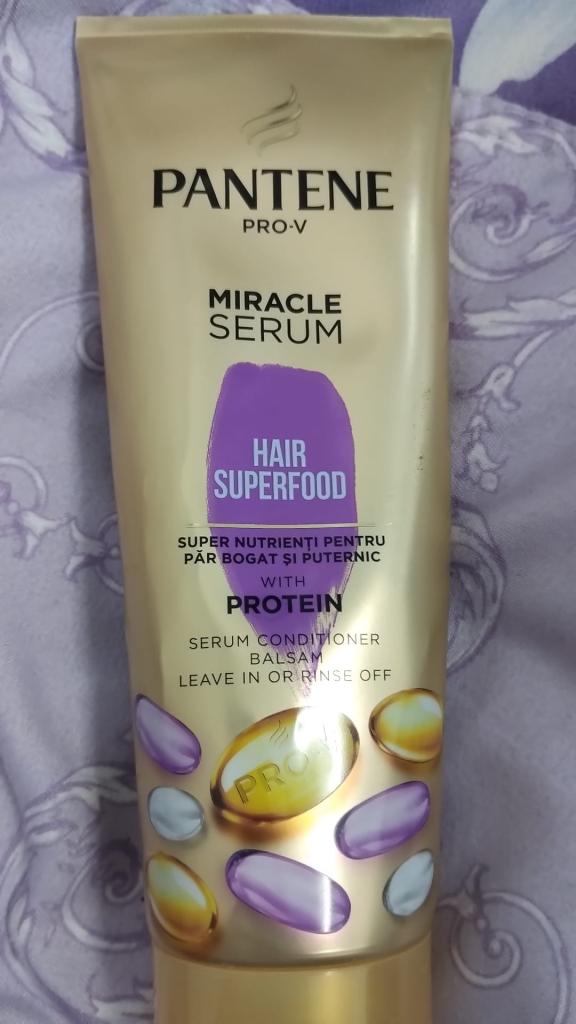 PANTENE
PRO-V
MIRACLE
SERUM
HAIR
SUPERFOOD
SUPER NUTRIENȚI PENTRU
PĂR BOGAT ȘI PUTERNIC
WITH
PROTEIN
SERUM CONDITIONER
BALSAM
LEAVE IN OR RINSE OFF
PRO-V